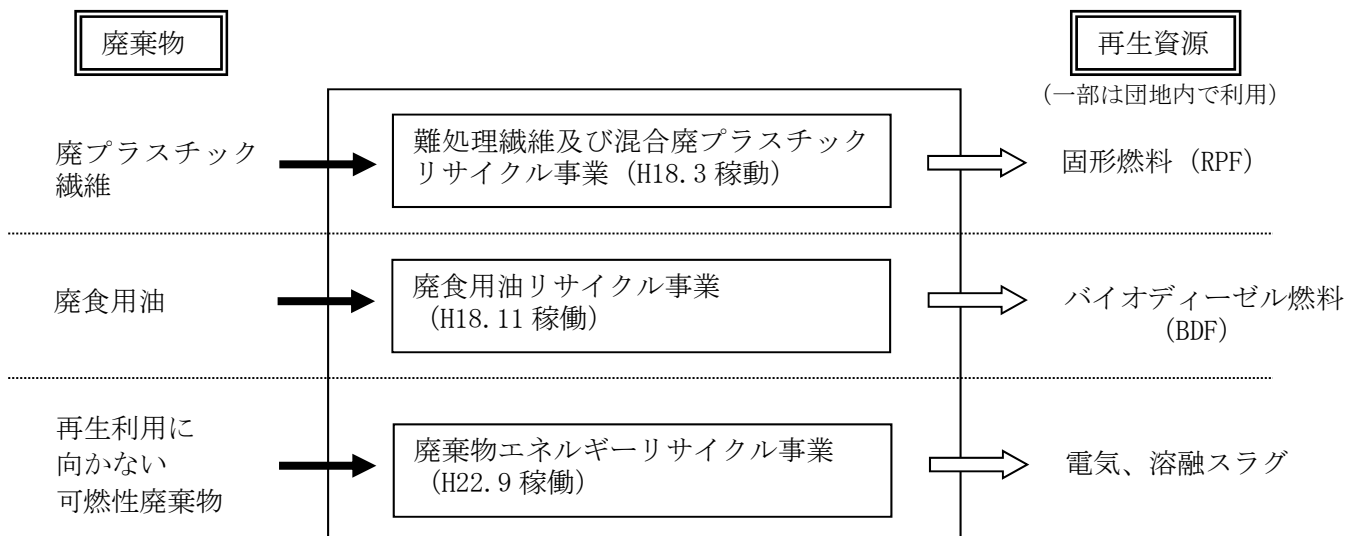 廃棄物
再生資源
(一部は団地内で利用)
廃プラスチック
繊維
難処理繊維及び混合廃プラスチック
リサイクル事業（H18.3 稼動）
固形燃料（RPF）
廃食用油
廃食用油リサイクル事業
（H18.11 稼働）
バイオディーゼル燃料
（BDF）
再生利用に
向かない
可燃性廃棄物
廃棄物エネルギーリサイクル事業
（H22.9 稼働）
電気、溶融スラグ